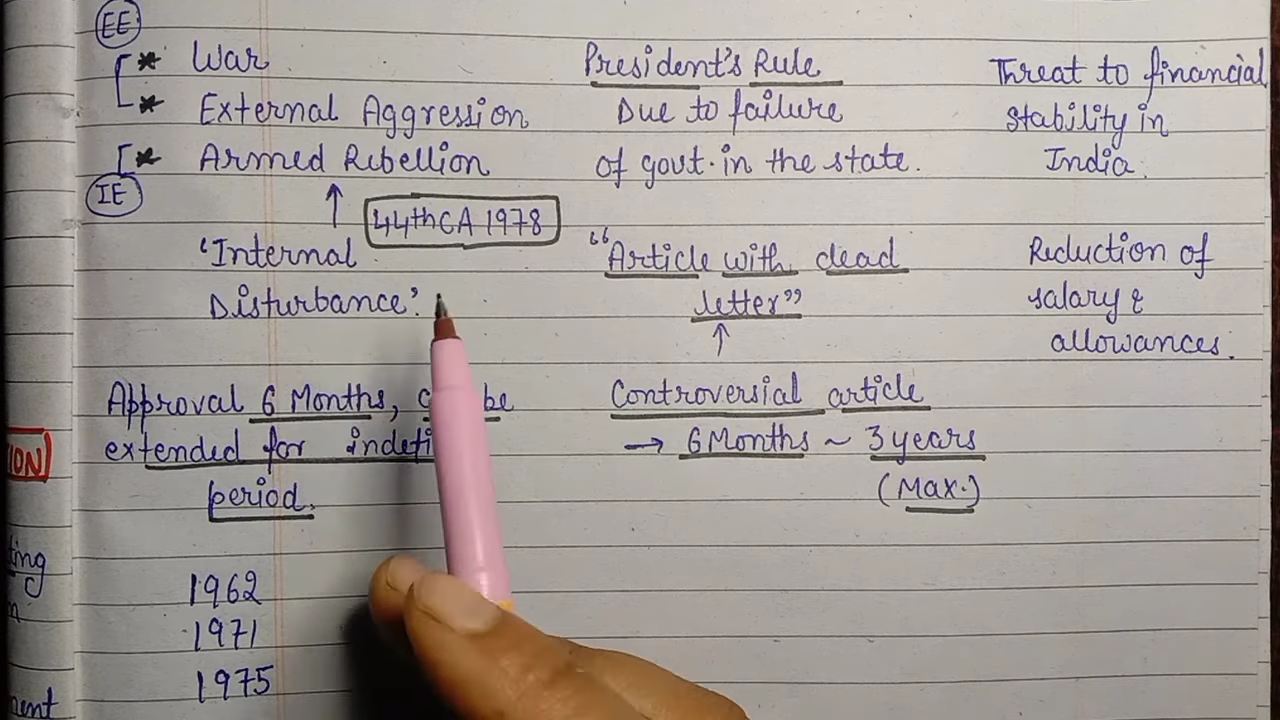 EE
* War
* External Aggression
* Armed Rebellion
IE
44th CA 1978
'Internal
Disturbance'
Approval 6 Months, be
extended for
period.
1962
1971
1975
President's Rule
Due to failure
of govt. in the state.
"Article with dead
letter"
Controversial article
→ 6 Months ~ 3 years
(Max.)
Threat to financial
stability in
India.
Reduction of
salary &
allowances.